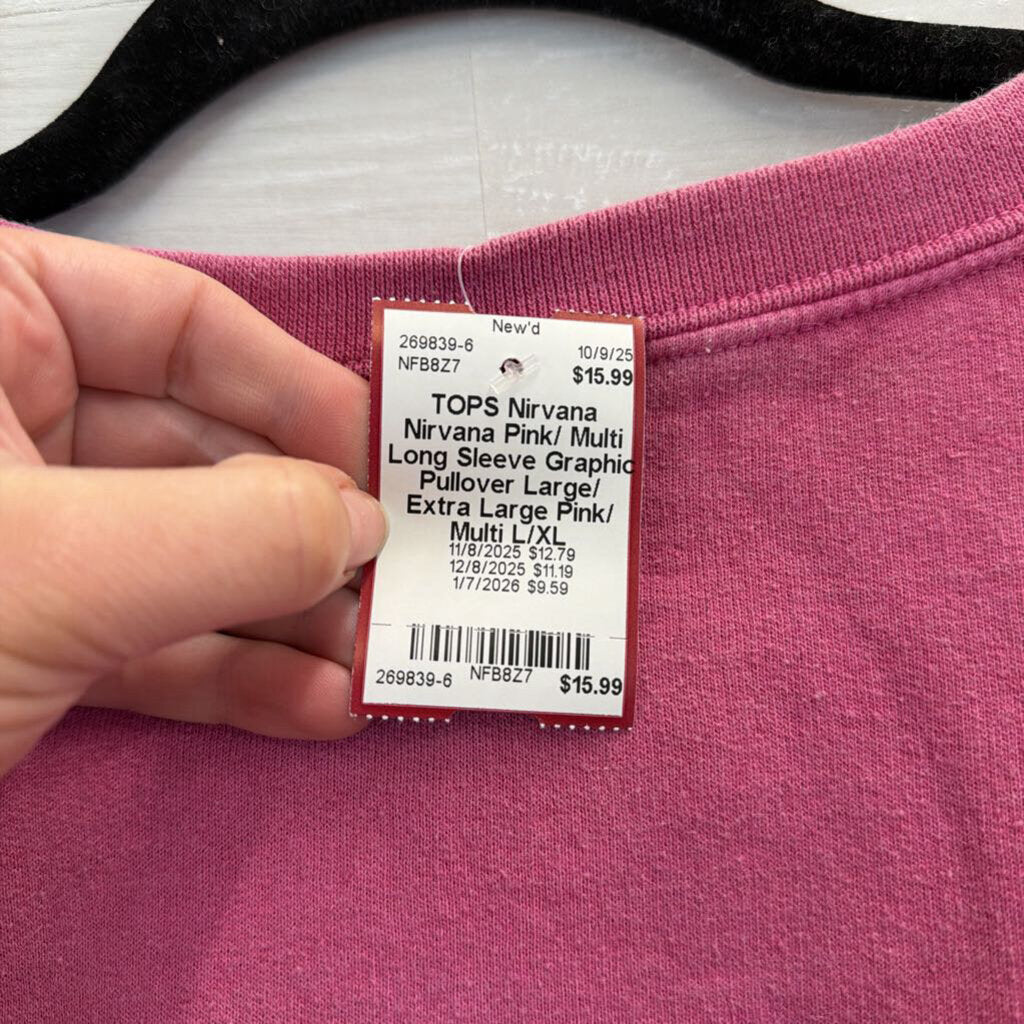 New'd
269839-6 10/9/25
NFB8Z7 $15.99
TOPS Nirvana
Nirvana Pink/ Multi
Long Sleeve Graphic
Pullover Large/
Extra Large Pink/
Multi L/XL
11/8/2025 $12.79
12/8/2025 $11.19
1/7/2026 $9.59
269839-6 NFB8Z7 $15.99